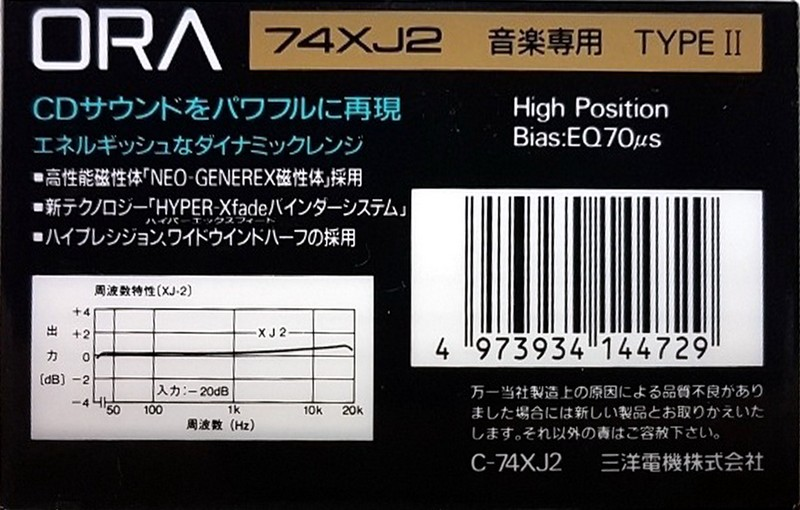 ORA
74XJ2 音楽専用 TYPE II
CDサウンドをパワフルに再現
エネルギッシュなダイナミックレンジ
■高性能磁性体「NEO-GENEREX磁性体」採用
■新テクノロジー「HYPER-Xfadeバインダーシステム」
ハイパーエックスフィード
■ハイプレシジョン、ワイドウインドハーフの採用
High Position
Bias:EQ70μs
周波数特性(XJ-2)
出力(dB)
+4
+2
0
-2
-4
XJ2
入力:-20dB
50 100 1k 10k 20k
周波数 (Hz)
4 973934 144729
万一当社製造上の原因による品質不良があり
ました場合には新しい製品とお取りかえいた
します。それ以外の責はご容赦下さい。
C-74XJ2 三洋電機株式会社